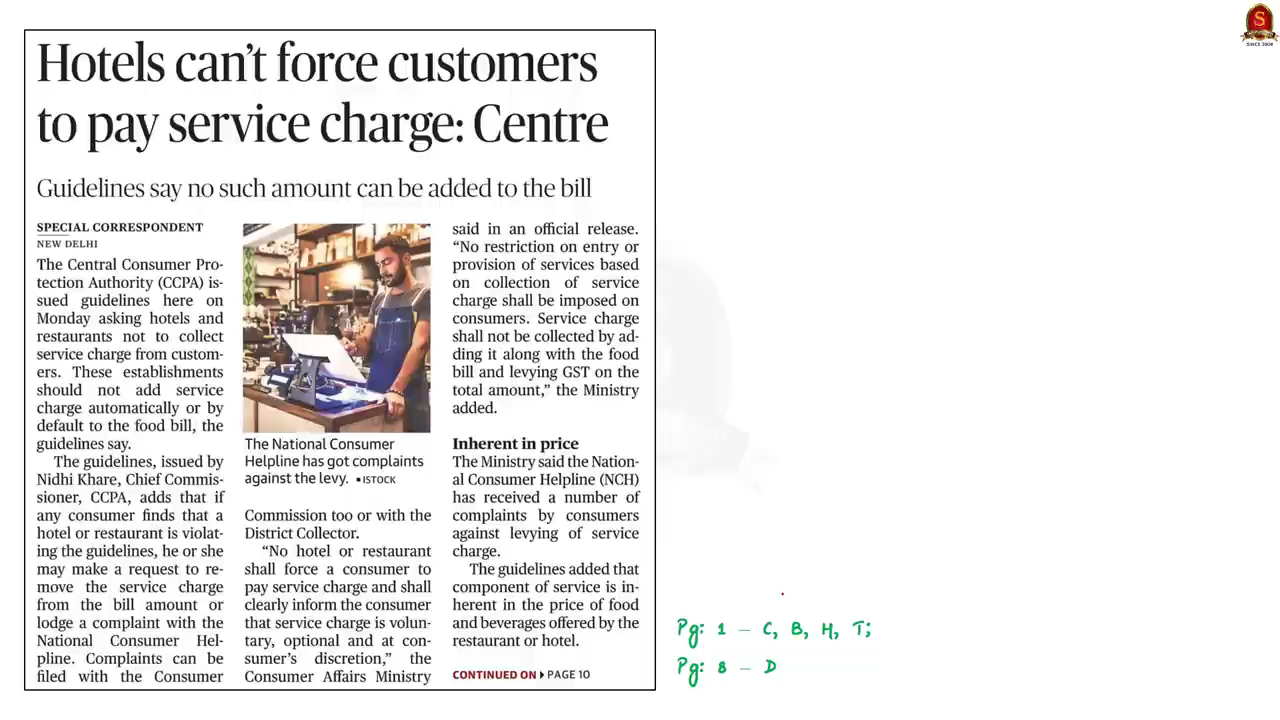 Hotels can't force customers
to pay service charge: Centre
Guidelines say no such amount can be added to the bill
SPECIAL CORRESPONDENT
NEW DELHI
The Central Consumer Pro-
tection Authority (CCPA) is-
sued guidelines here on
Monday asking hotels and
restaurants not to collect
service charge from custom-
ers. These establishments
should not add service
charge automatically or by
default to the food bill, the
guidelines say.
The guidelines, issued by
Nidhi Khare, Chief Commis-
sioner, CCPA, adds that if
any consumer finds that a
hotel or restaurant is violat-
ing the guidelines, he or she
may make a request to re-
move the service charge
from the bill amount or
lodge a complaint with the
National Consumer Hel-
pline. Complaints can be
filed with the Consumer
The National Consumer
Helpline has got complaints
against the levy. ▪ISTOCK
Commission too or with the
District Collector.
“No hotel or restaurant
shall force a consumer to
pay service charge and shall
clearly inform the consumer
that service charge is volun-
tary, optional and at con-
sumer's discretion,” the
Consumer Affairs Ministry
said in an official release.
“No restriction on entry or
provision of services based
on collection of service
charge shall be imposed on
consumers. Service charge
shall not be collected by ad-
ding it along with the food
bill and levying GST on the
total amount,” the Ministry
added.
Inherent in price
The Ministry said the Nation-
al Consumer Helpline (NCH)
has received a number of
complaints by consumers
against levying of service
charge.
The guidelines added that
component of service is in-
herent in the price of food
and beverages offered by the
restaurant or hotel.
CONTINUED ON ▸ PAGE 10
S
SINCE 2004
Pg: 1 – C, B, H, T;
Pg: 8 – D